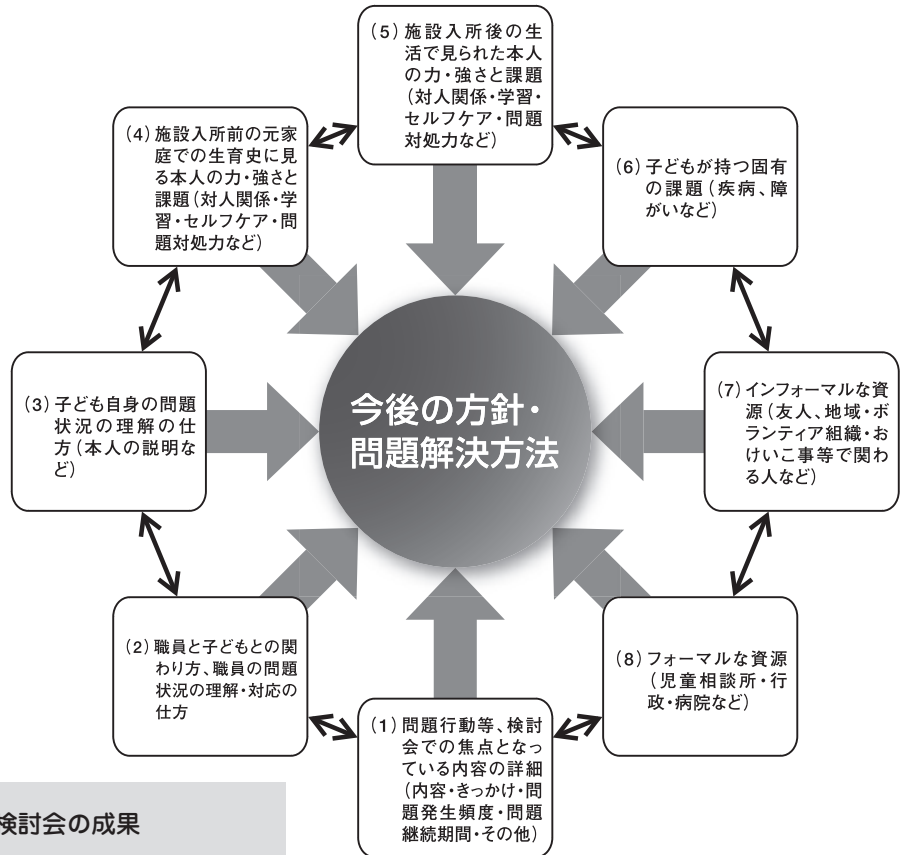 (5) 施設入所後の生
活で見られた本人
の力・強さと課題
(対人関係・学習・
セルフケア・問題
対処力など)
(4) 施設入所前の元家
庭での生育史に見
る本人の力・強さと
課題(対人関係・学
習・セルフケア・問
題対処力など)
(6) 子どもが持つ固有
の課題(疾病、障
がいなど)
(3) 子ども自身の問題
状況の理解の仕
方(本人の説明な
ど)
今後の方針・
問題解決方法
(7) インフォーマルな資
源(友人、地域・ボ
ランティア組織・お
けいこ事等で関わ
る人など)
(2) 職員と子どもとの関
わり方、職員の問題
状況の理解・対応の
仕方
(8) フォーマルな資源
(児童相談所・行
政・病院など)
(1) 問題行動等、検討
会での焦点となっ
ている内容の詳細
(内容・きっかけ・問
題発生頻度・問題
継続期間・その他)
検討会の成果